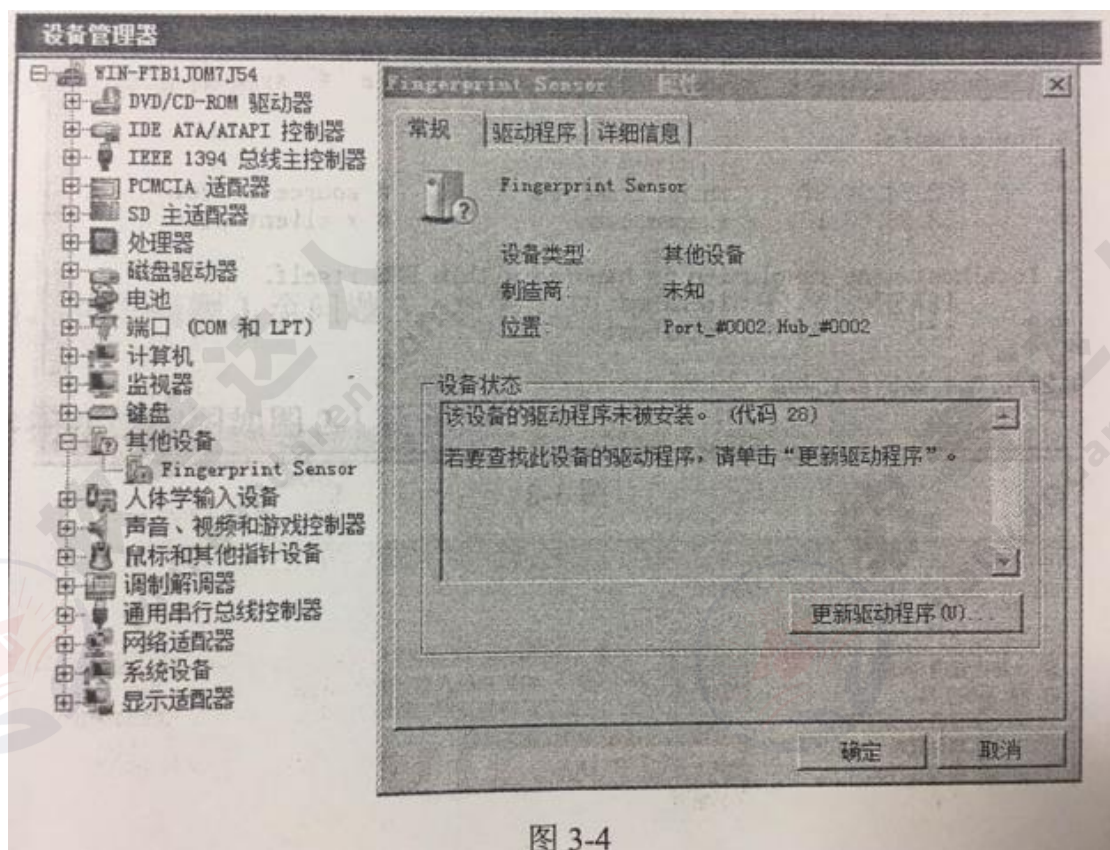 设备管理器
WIN-FTB1JOM7J54
DVD/CD-ROM 驱动器
IDE ATA/ATAPI 控制器
IEEE 1394 总线主控制器
PCMCIA 适配器
SD 主适配器
处理器
磁盘驱动器
电池
端口 (COM 和 LPT)
计算机
监视器
键盘
其他设备
Fingerprint Sensor
人体学输入设备
声音、视频和游戏控制器
鼠标和其他指针设备
调制解调器
通用串行总线控制器
网络适配器
系统设备
显示适配器
Fingerprint Sensor 属性
常规 驱动程序 详细信息
Fingerprint Sensor
设备类型: 其他设备
制造商: 未知
位置: Port_#0002.Hub_#0002
设备状态
该设备的驱动程序未被安装。 (代码 28)
若要查找此设备的驱动程序，请单击“更新驱动程序”。
更新驱动程序(U)...
确定 取消
图 3-4